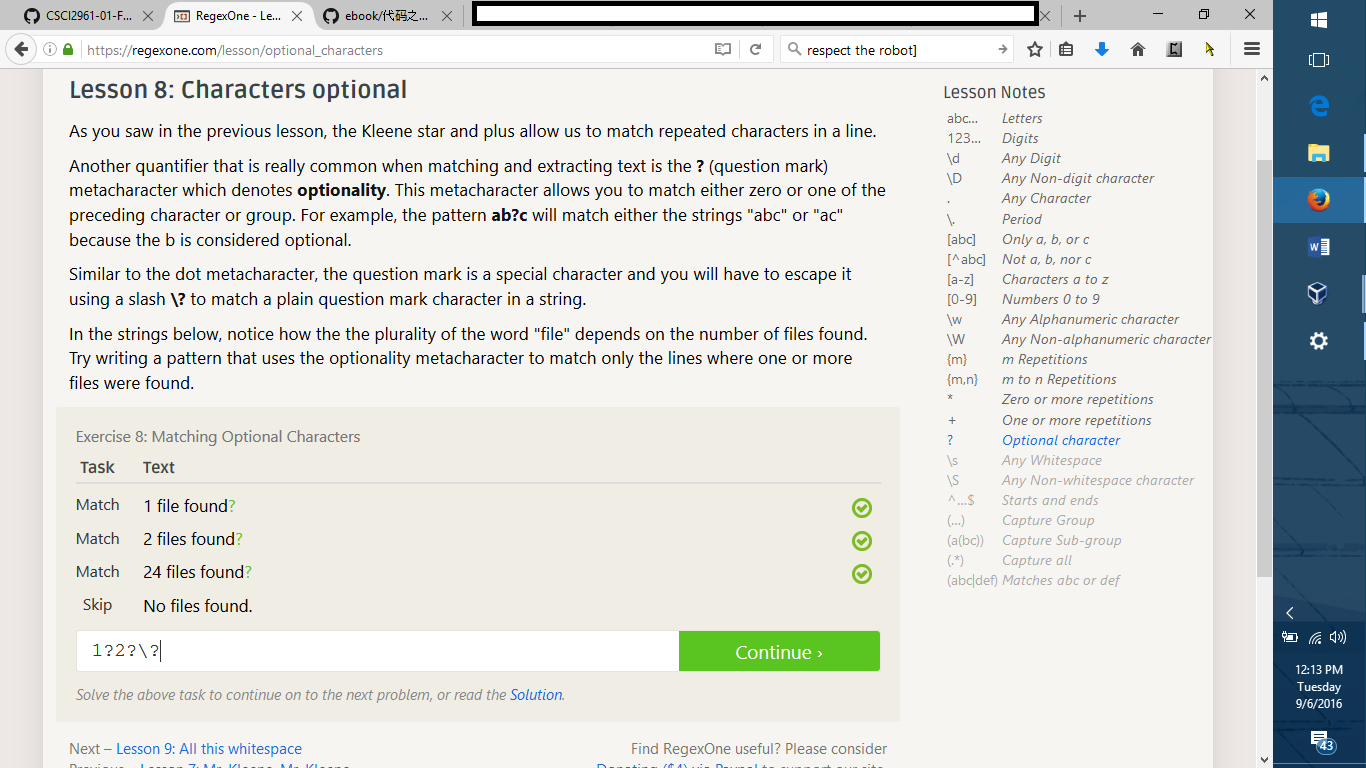 CSCI2961-01-F...
RegexOne - Le...
ebook/代码之...
https://regexone.com/lesson/optional_characters
respect the robot]
Lesson 8: Characters optional
As you saw in the previous lesson, the Kleene star and plus allow us to match repeated characters in a line.
Another quantifier that is really common when matching and extracting text is the ? (question mark)
metacharacter which denotes optionality. This metacharacter allows you to match either zero or one of the
preceding character or group. For example, the pattern ab?c will match either the strings "abc" or "ac"
because the b is considered optional.
Similar to the dot metacharacter, the question mark is a special character and you will have to escape it
using a slash \? to match a plain question mark character in a string.
In the strings below, notice how the the plurality of the word "file" depends on the number of files found.
Try writing a pattern that uses the optionality metacharacter to match only the lines where one or more
files were found.
Exercise 8: Matching Optional Characters
Task Text
Match 1 file found?
Match 2 files found?
Match 24 files found?
Skip No files found.
1?2?\?
Continue ›
Solve the above task to continue on to the next problem, or read the Solution.
Next – Lesson 9: All this whitespace
Previous – Lesson 7: Mr. Kleene, Mr. Kleene
Find RegexOne useful? Please consider
Donating ($4) via Paypal to support our site.
Lesson Notes
abc... Letters
123... Digits
\d Any Digit
\D Any Non-digit character
. Any Character
\. Period
[abc] Only a, b, or c
[^abc] Not a, b, nor c
[a-z] Characters a to z
[0-9] Numbers 0 to 9
\w Any Alphanumeric character
\W Any Non-alphanumeric character
{m} m Repetitions
{m,n} m to n Repetitions
* Zero or more repetitions
+ One or more repetitions
? Optional character
\s Any Whitespace
\S Any Non-whitespace character
^...$ Starts and ends
(...) Capture Group
(a(bc)) Capture Sub-group
(.*) Capture all
(abc|def) Matches abc or def
12:13 PM
Tuesday
9/6/2016
43